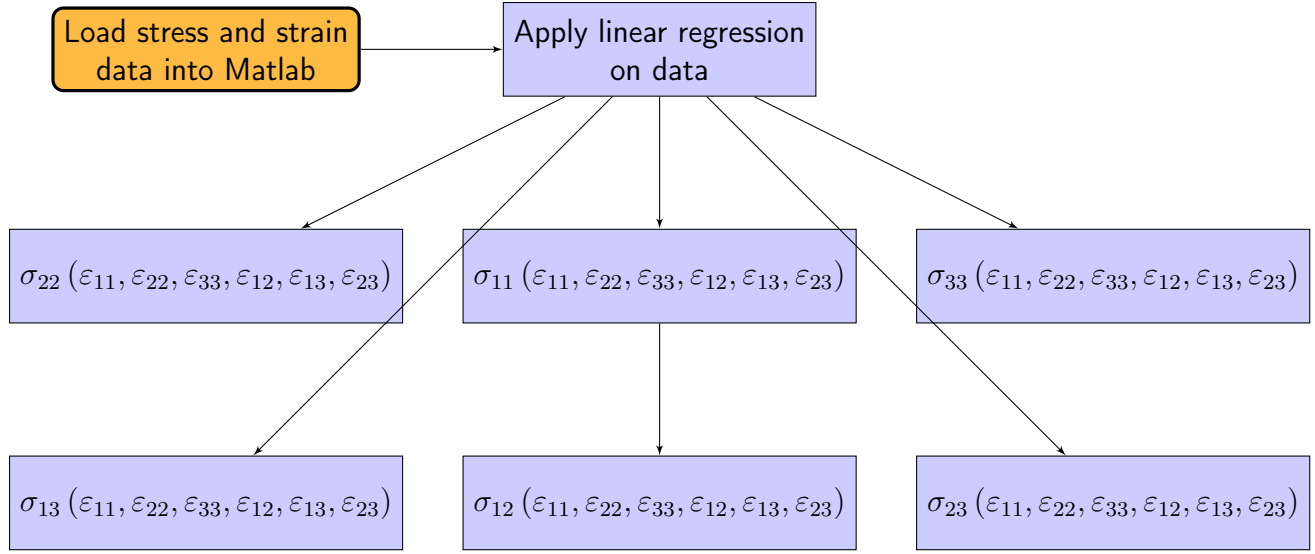 Load stress and strain
data into Matlab
Apply linear regression
on data
σ₂₂ (ε₁₁, ε₂₂, ε₃₃, ε₁₂, ε₁₃, ε₂₃)
σ₁₁ (ε₁₁, ε₂₂, ε₃₃, ε₁₂, ε₁₃, ε₂₃)
σ₃₃ (ε₁₁, ε₂₂, ε₃₃, ε₁₂, ε₁₃, ε₂₃)
σ₁₃ (ε₁₁, ε₂₂, ε₃₃, ε₁₂, ε₁₃, ε₂₃)
σ₁₂ (ε₁₁, ε₂₂, ε₃₃, ε₁₂, ε₁₃, ε₂₃)
σ₂₃ (ε₁₁, ε₂₂, ε₃₃, ε₁₂, ε₁₃, ε₂₃)